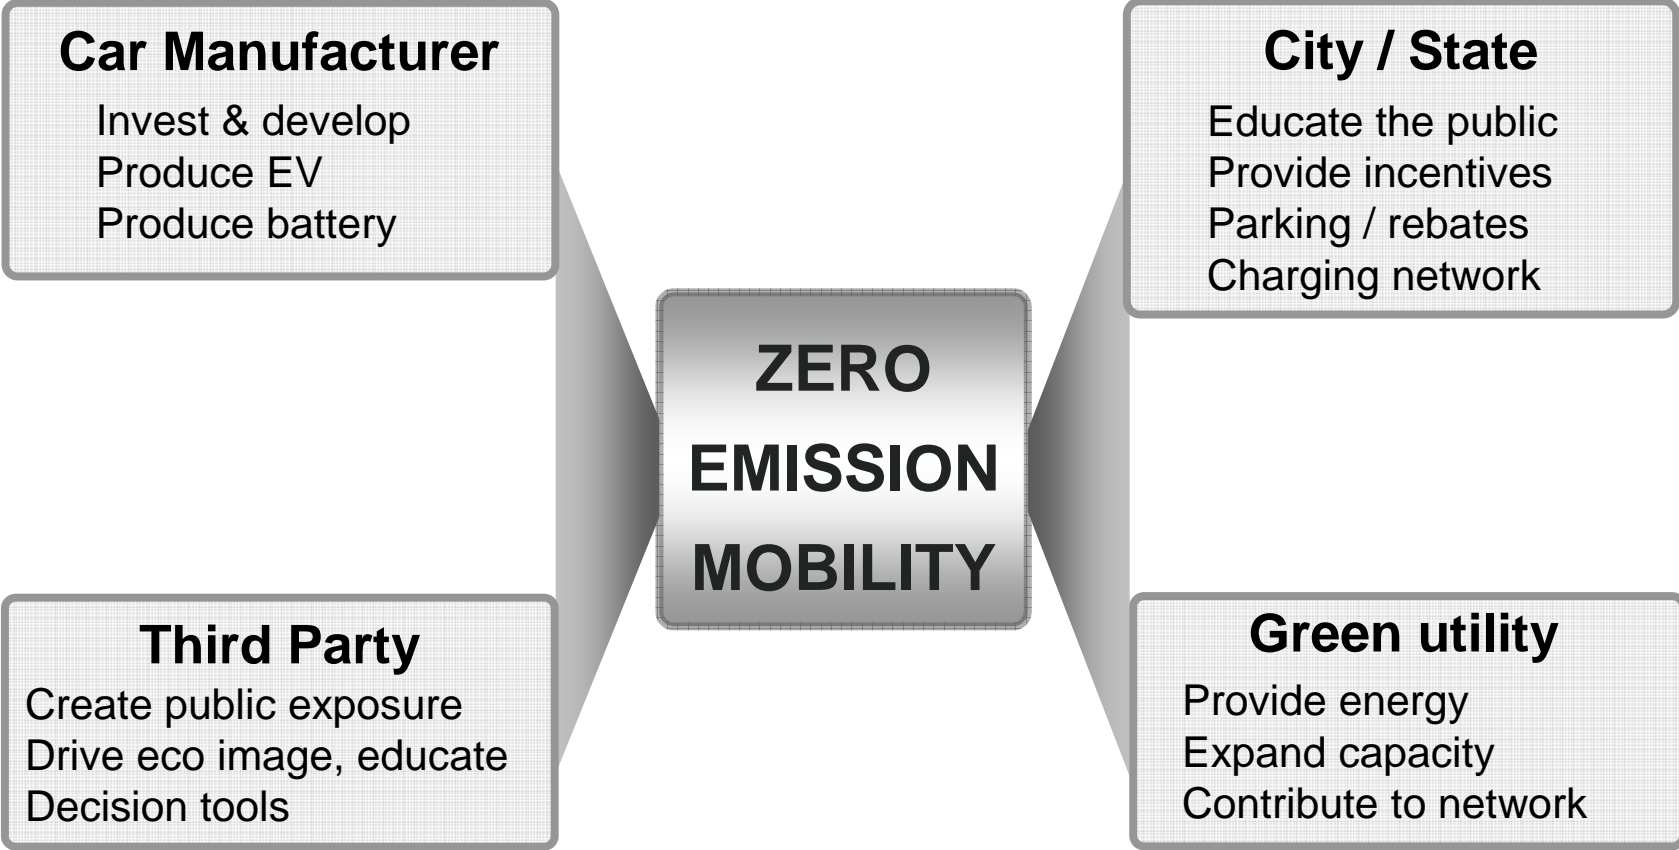 Car Manufacturer
Invest & develop
Produce EV
Produce battery
City / State
Educate the public
Provide incentives
Parking / rebates
Charging network
ZERO
EMISSION
MOBILITY
Third Party
Create public exposure
Drive eco image, educate
Decision tools
Green utility
Provide energy
Expand capacity
Contribute to network